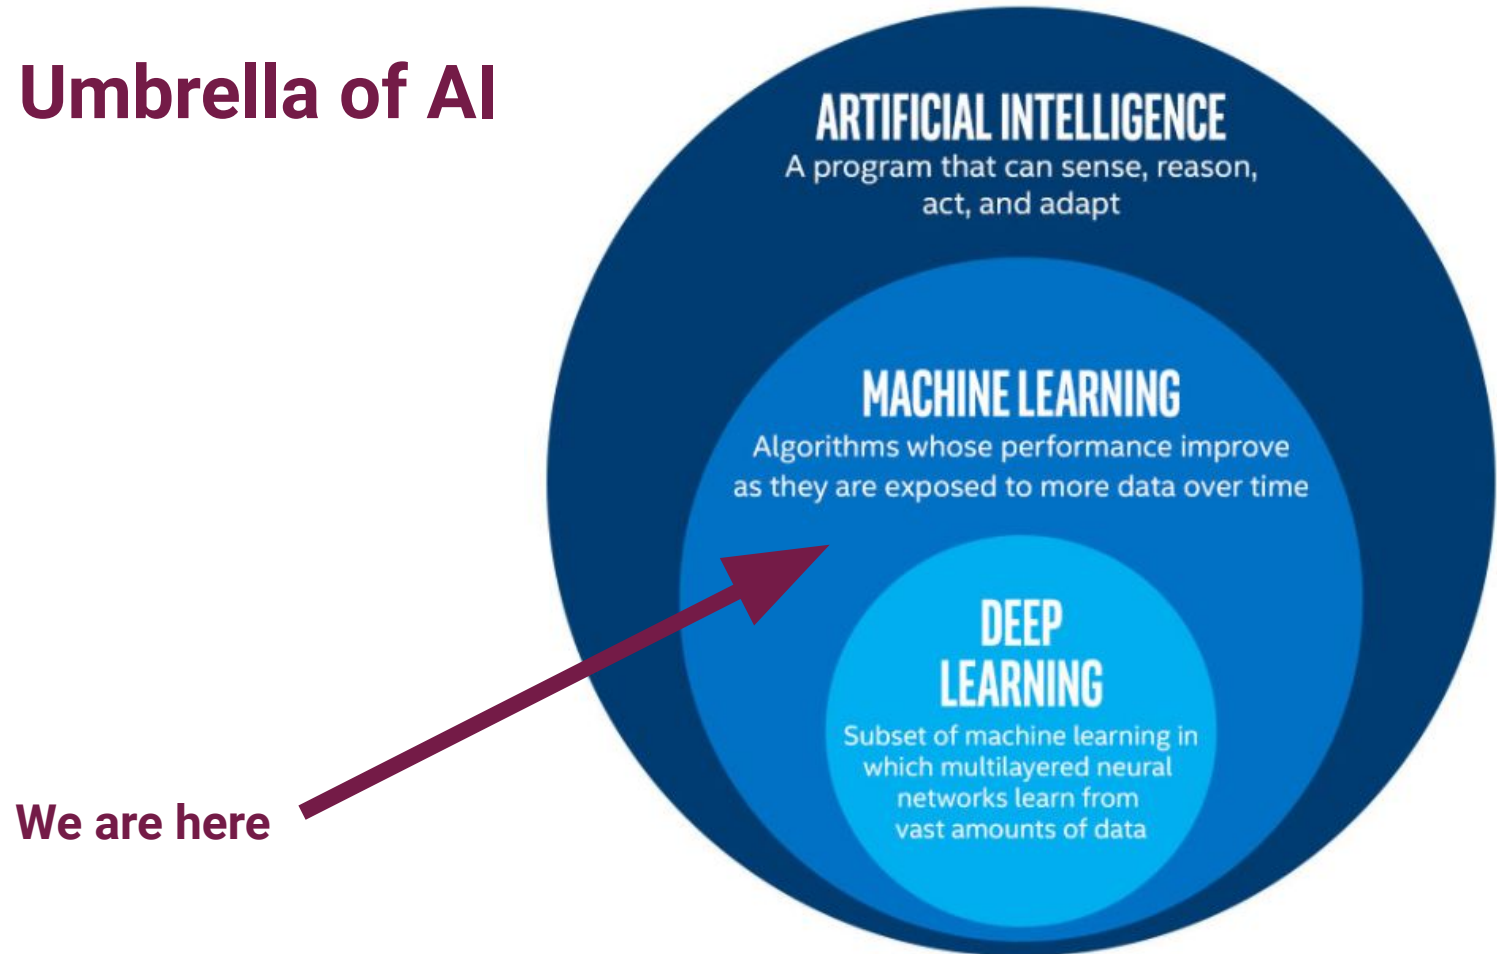 Umbrella of AI
ARTIFICIAL INTELLIGENCE
A program that can sense, reason,
act, and adapt
MACHINE LEARNING
Algorithms whose performance improve
as they are exposed to more data over time
DEEP
LEARNING
Subset of machine learning in
which multilayered neural
networks learn from
vast amounts of data
We are here